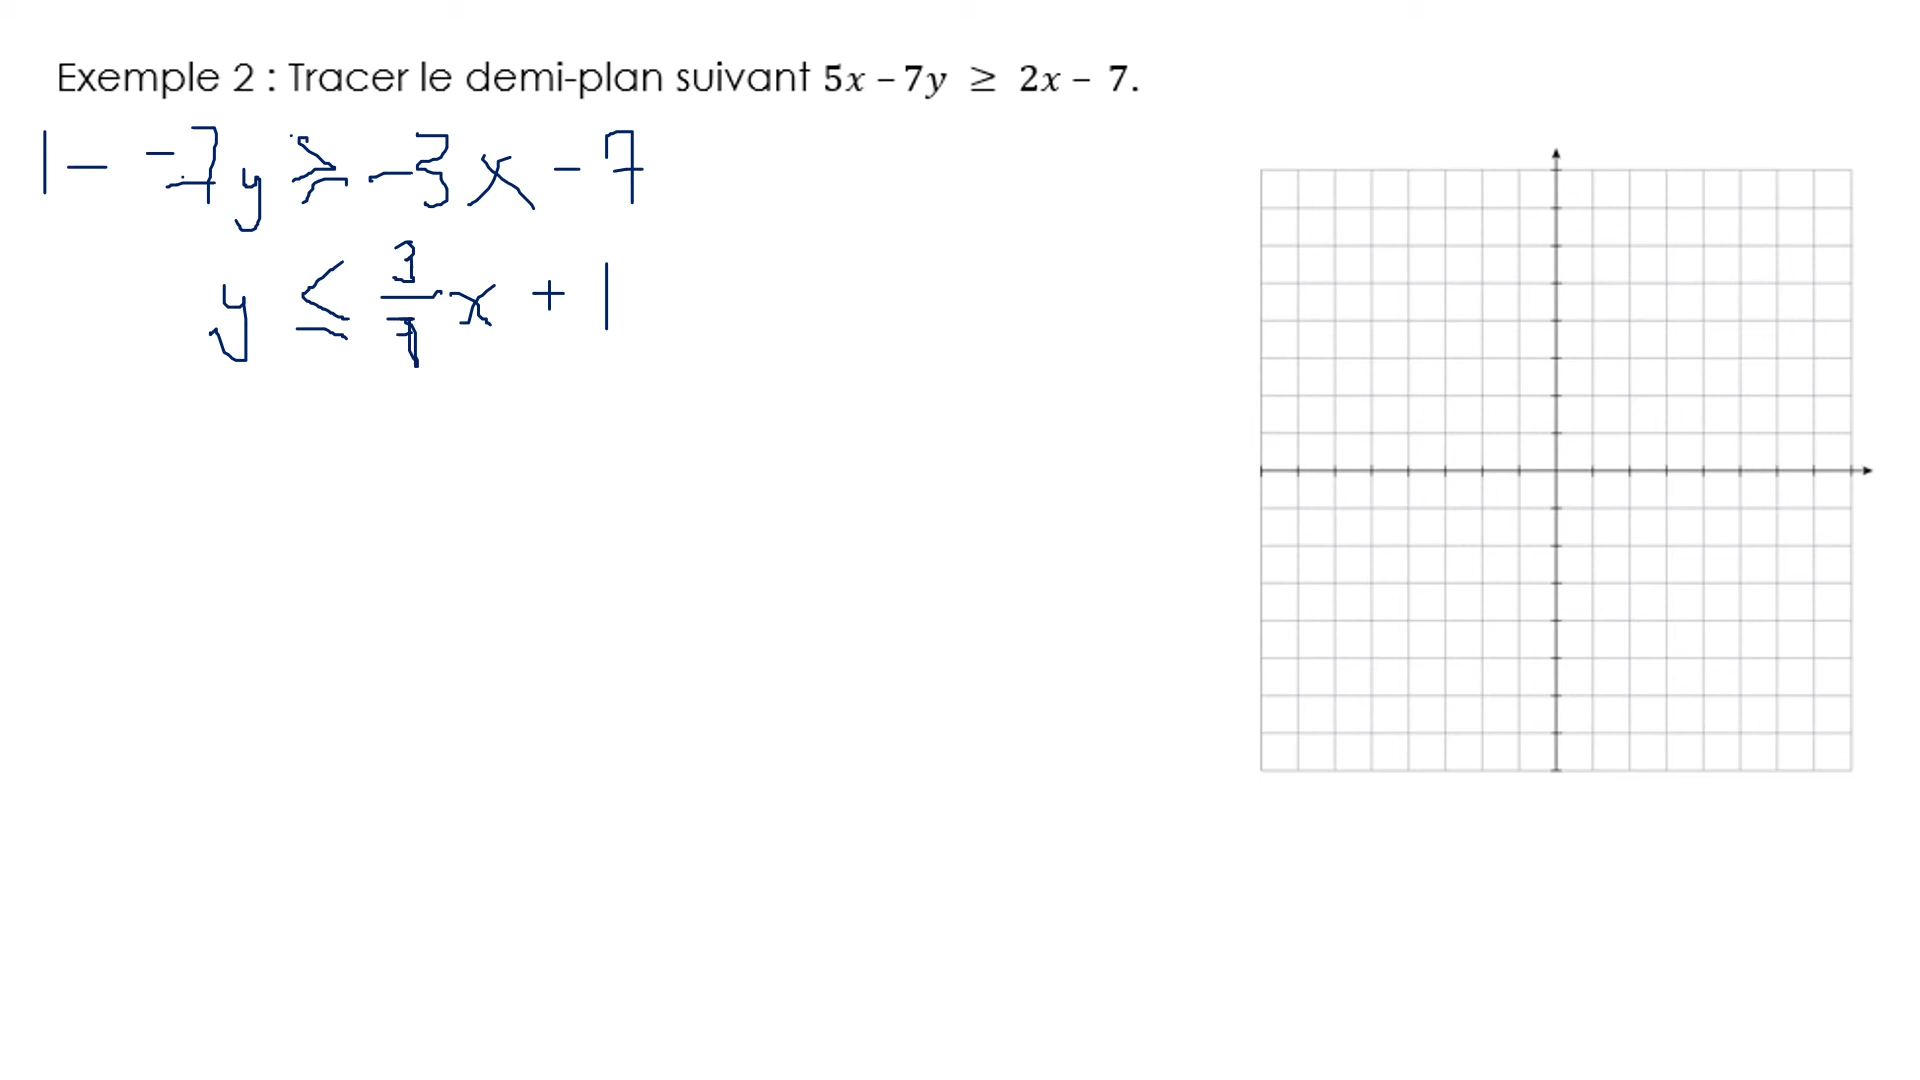 Exemple 2 : Tracer le demi-plan suivant 5x – 7y ≥ 2x – 7.
1- -7y ≥ -3x - 7
y ≤ 3/7 x + 1